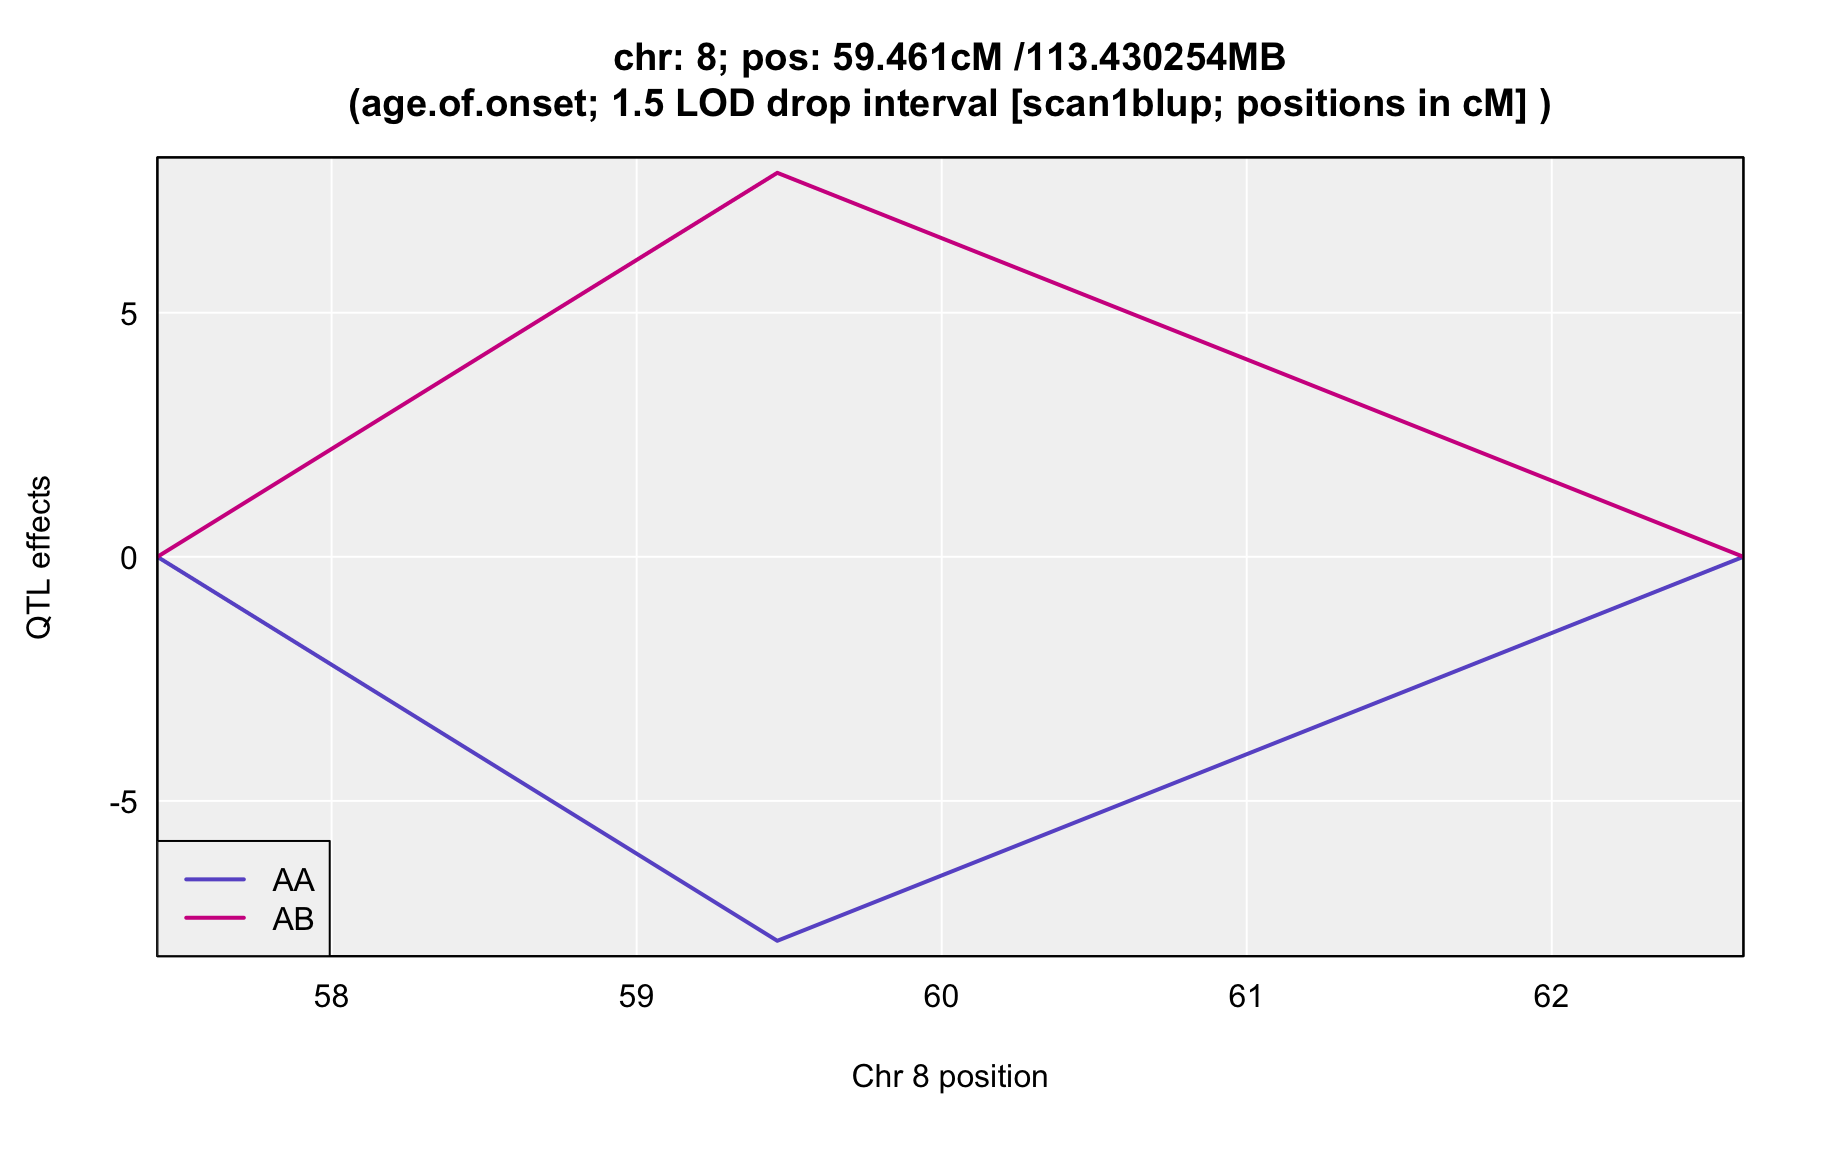 chr: 8; pos: 59.461cM /113.430254MB
(age.of.onset; 1.5 LOD drop interval [scan1blup; positions in cM] )
QTL effects
5
0
-5
AA
AB
58 59 60 61 62
Chr 8 position